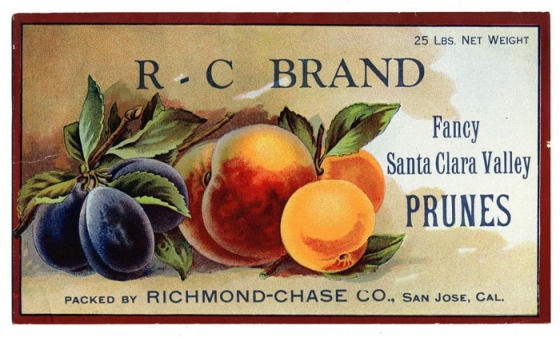 25 LBS. NET WEIGHT
R - C BRAND
Fancy
Santa Clara Valley
PRUNES
PACKED BY RICHMOND-CHASE CO., SAN JOSE, CAL.